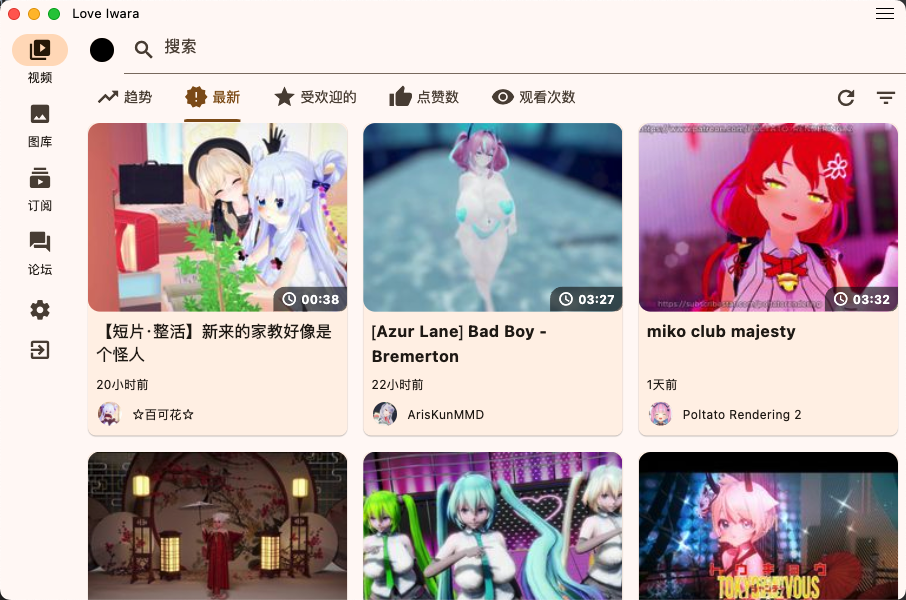 Love Iwara
视频
搜索
图库
订阅
论坛
趋势
最新
受欢迎的
点赞数
观看次数
00:38
【短片·整活】新来的家教好像是
个怪人
20小时前
☆百可花☆
03:27
[Azur Lane] Bad Boy -
Bremerton
22小时前
ArisKunMMD
03:32
miko club majesty
1天前
Poltato Rendering 2